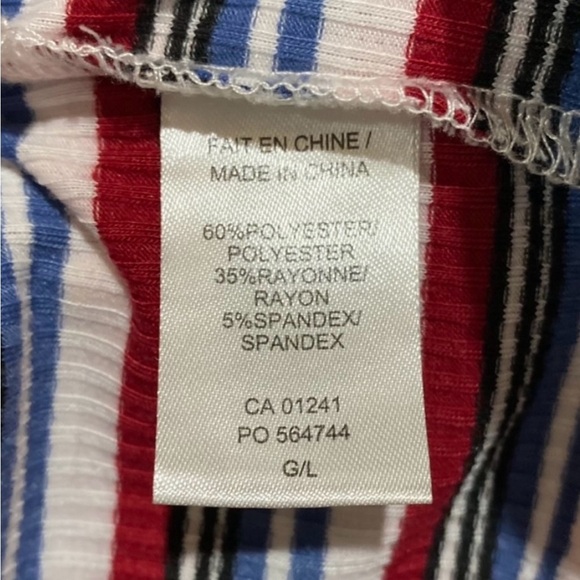 FAIT EN CHINE /
MADE IN CHINA
60%POLYESTER/
POLYESTER
35%RAYONNE/
RAYON
5%SPANDEX/
SPANDEX
CA 01241
PO 564744
G/L